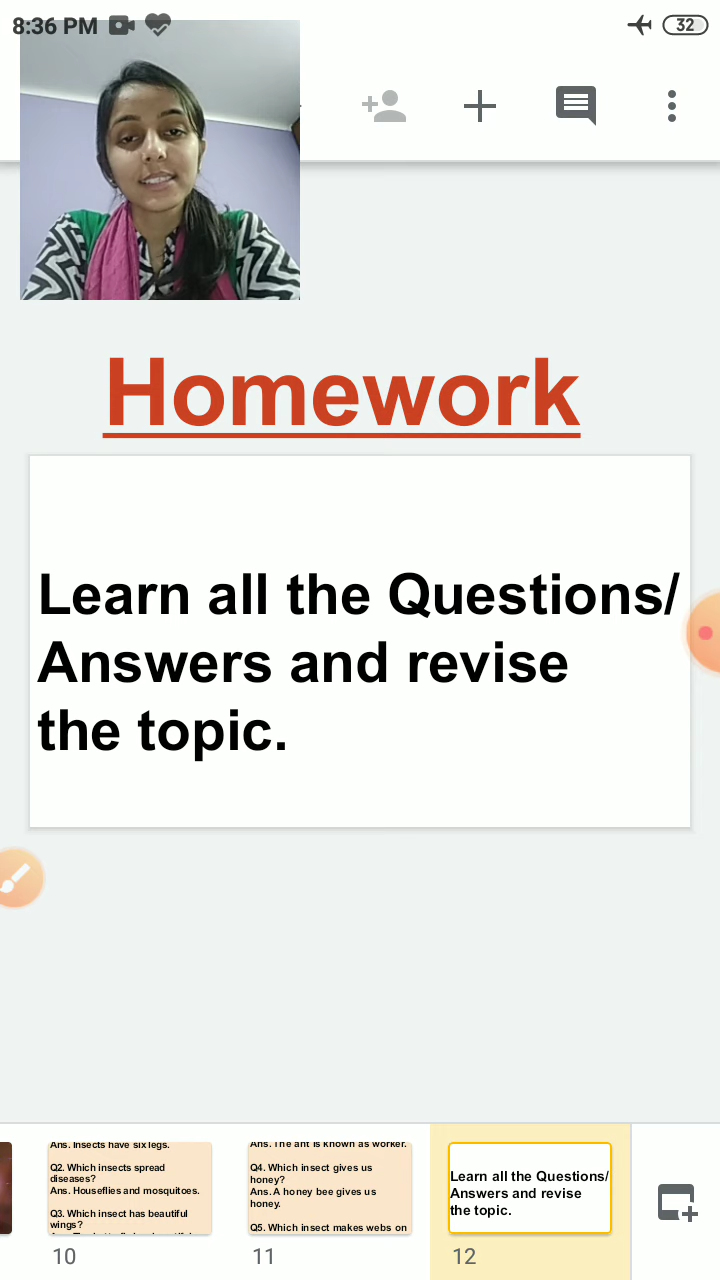 8:36 PM
32
Homework
Learn all the Questions/
Answers and revise
the topic.
Ans. Insects have six legs.
Q2. Which insects spread
diseases?
Ans. Houseflies and mosquitoes.
Q3. Which insect has beautiful
wings?
Ans. The ant is known as worker.
Q4. Which insect gives us
honey?
Ans. A honey bee gives us
honey.
Q5. Which insect makes webs on
Learn all the Questions/
Answers and revise
the topic.
10
11
12